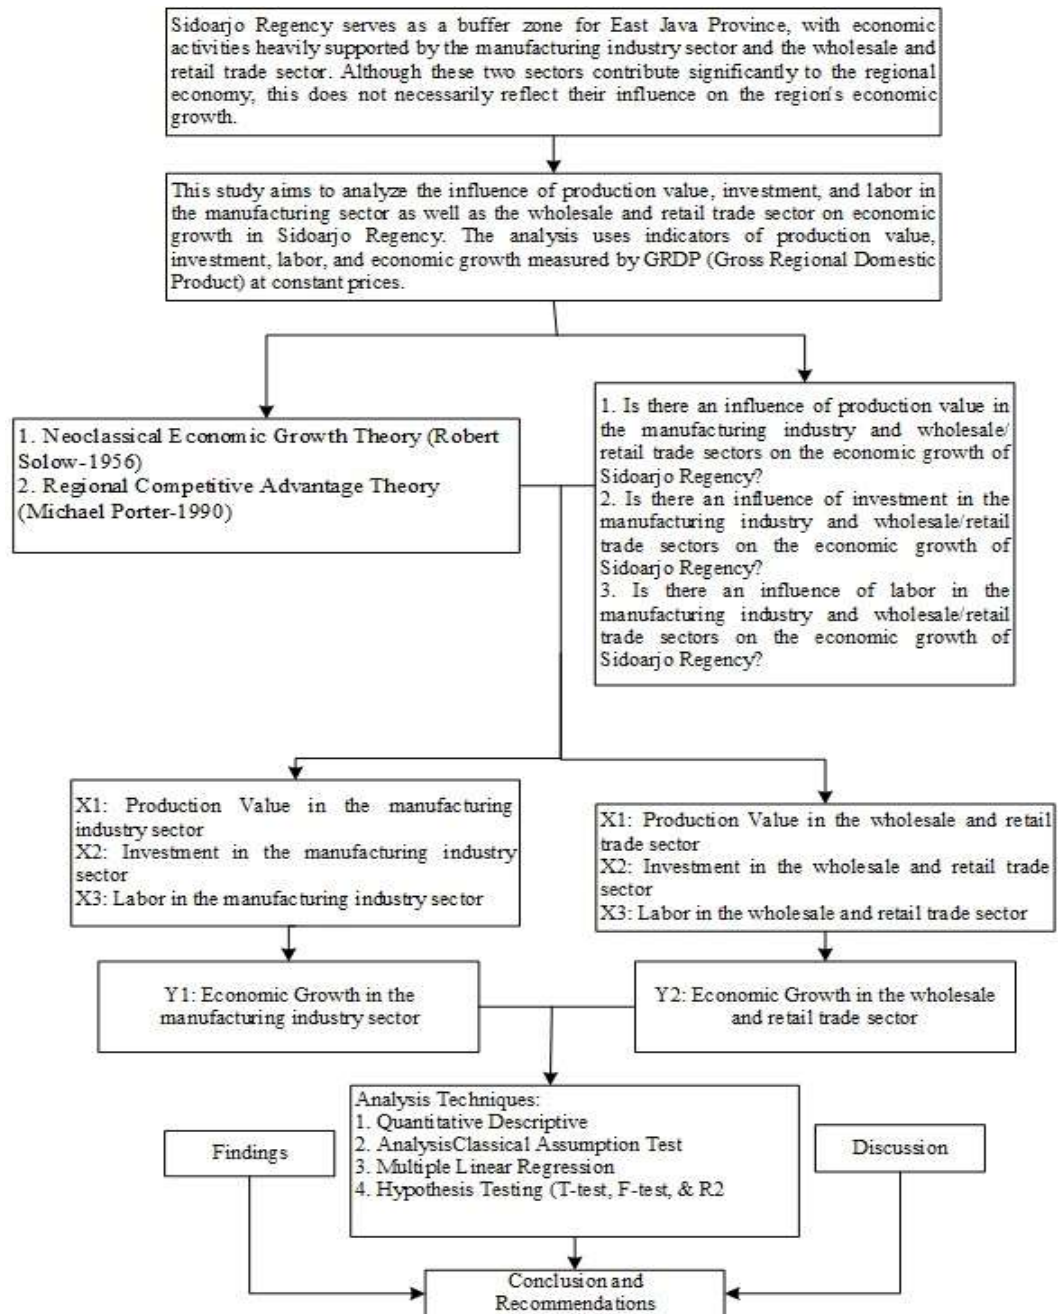 Sidoarjo Regency serves as a buffer zone for East Java Province, with economic
activities heavily supported by the manufacturing industry sector and the wholesale and
retail trade sector. Although these two sectors contribute significantly to the regional
economy, this does not necessarily reflect their influence on the region's economic
growth.
This study aims to analyze the influence of production value, investment, and labor in
the manufacturing sector as well as the wholesale and retail trade sector on economic
growth in Sidoarjo Regency. The analysis uses indicators of production value,
investment, labor, and economic growth measured by GRDP (Gross Regional Domestic
Product) at constant prices.
1. Neoclassical Economic Growth Theory (Robert
Solow-1956)
2. Regional Competitive Advantage Theory
(Michael Porter-1990)
1. Is there an influence of production value in
the manufacturing industry and wholesale/
retail trade sectors on the economic growth of
Sidoarjo Regency?
2. Is there an influence of investment in the
manufacturing industry and wholesale/retail
trade sectors on the economic growth of
Sidoarjo Regency?
3. Is there an influence of labor in the
manufacturing industry and wholesale/retail
trade sectors on the economic growth of
Sidoarjo Regency?
X1: Production Value in the manufacturing
industry sector
X2: Investment in the manufacturing industry
sector
X3: Labor in the manufacturing industry sector
X1: Production Value in the wholesale and retail
trade sector
X2: Investment in the wholesale and retail trade
sector
X3: Labor in the wholesale and retail trade sector
Y1: Economic Growth in the
manufacturing industry sector
Y2: Economic Growth in the wholesale
and retail trade sector
Analysis Techniques:
1. Quantitative Descriptive
2. AnalysisClassical Assumption Test
3. Multiple Linear Regression
4. Hypothesis Testing (T-test, F-test, & R2
Findings
Discussion
Conclusion and
Recommendations